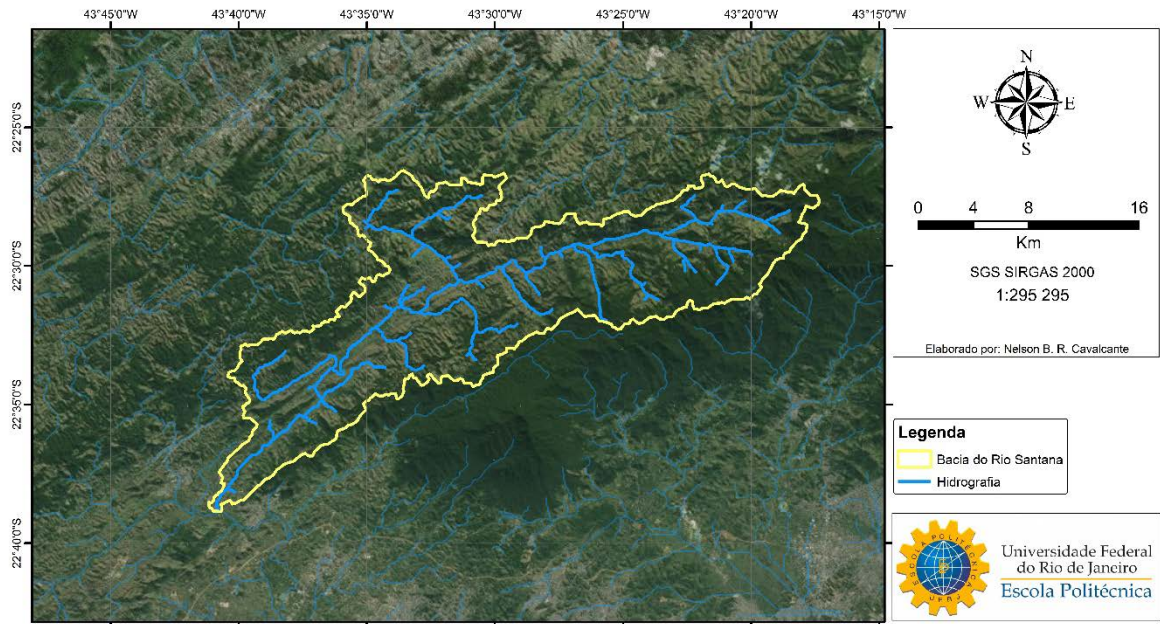 43°45'0"W 43°40'0"W 43°35'0"W 43°30'0"W 43°25'0"W 43°20'0"W 43°15'0"W
22°25'0"S
22°30'0"S
22°35'0"S
22°40'0"S
N
W E
S
0 4 8 16
Km
SGS SIRGAS 2000
1:295 295
Elaborado por: Nelson B. R. Cavalcante
Legenda
Bacia do Rio Santana
Hidrografia
ESCOLA POLITÉCNICA
UFRJ
Universidade Federal
do Rio de Janeiro
Escola Politécnica